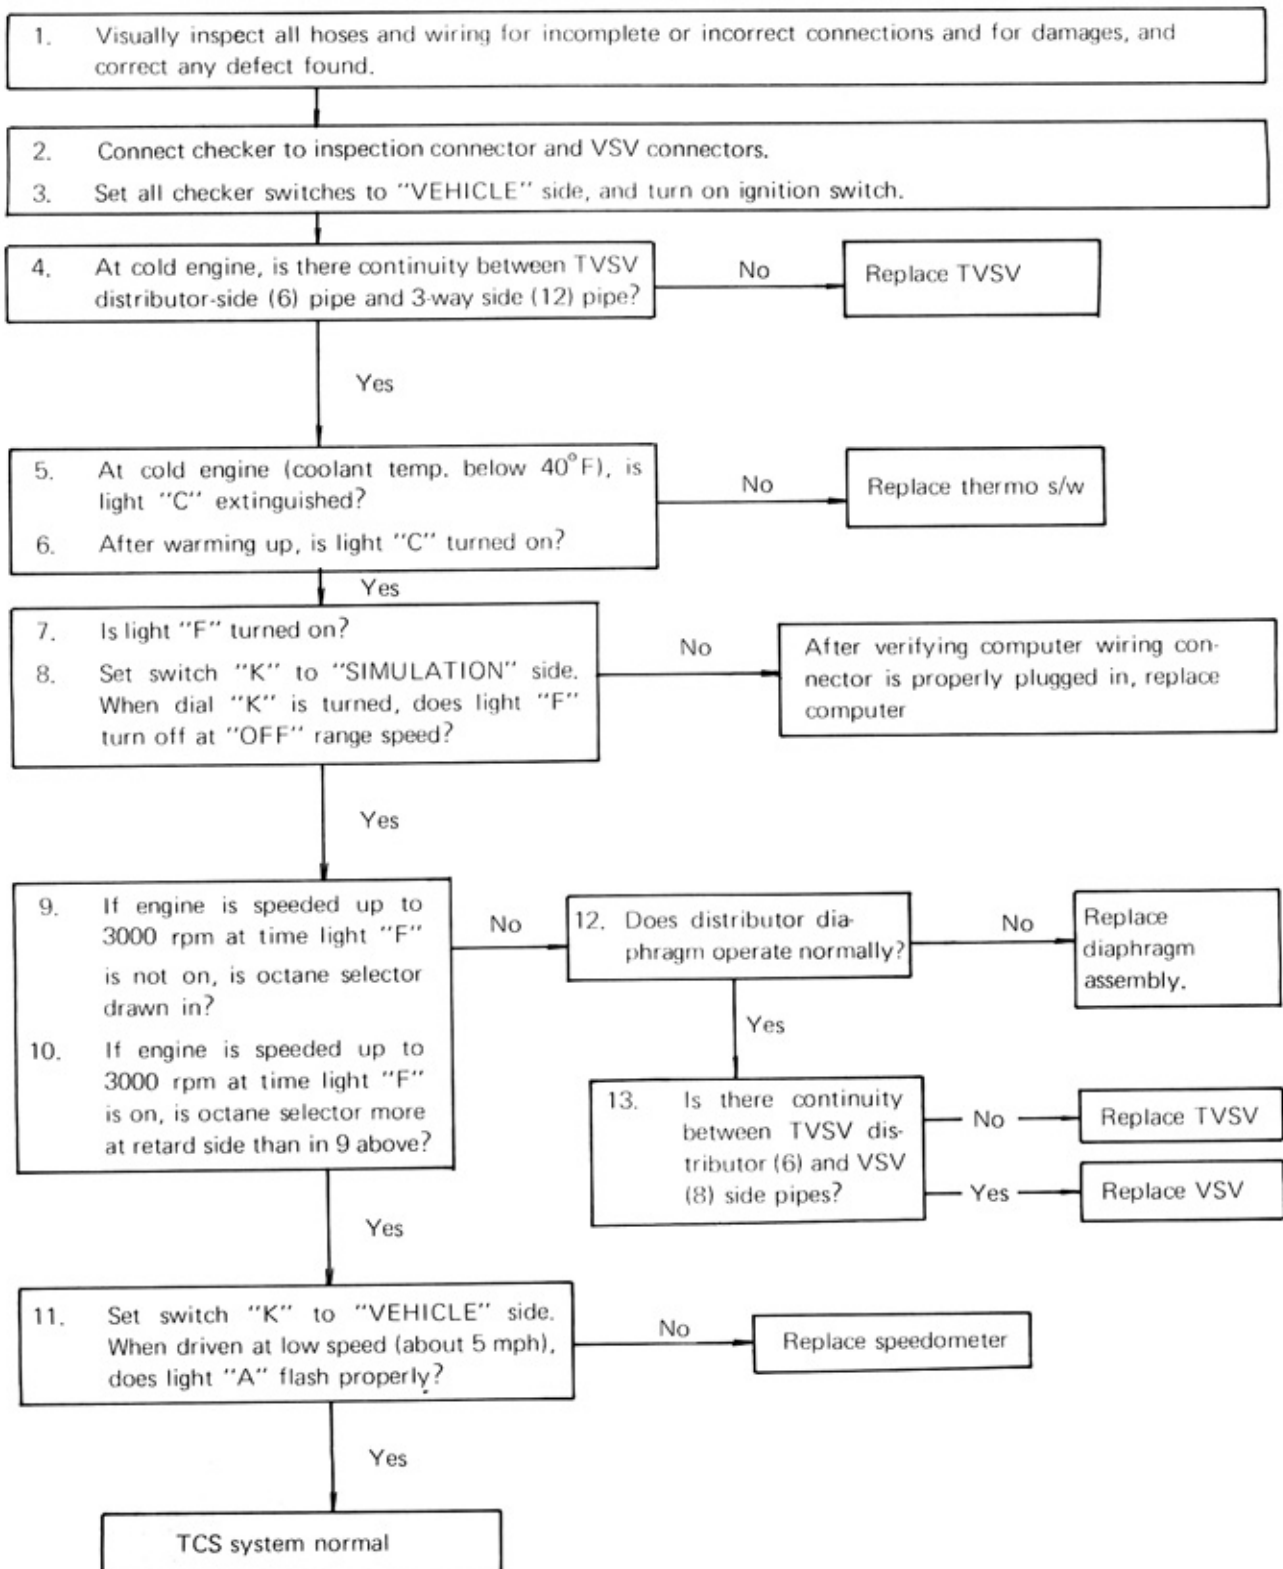 1. Visually inspect all hoses and wiring for incomplete or incorrect connections and for damages, and
correct any defect found.
2. Connect checker to inspection connector and VSV connectors.
3. Set all checker switches to "VEHICLE" side, and turn on ignition switch.
4. At cold engine, is there continuity between TVSV
distributor-side (6) pipe and 3-way side (12) pipe?
No
Replace TVSV
Yes
5. At cold engine (coolant temp. below 40°F), is
light "C" extinguished?
6. After warming up, is light "C" turned on?
No
Replace thermo s/w
Yes
7. Is light "F" turned on?
8. Set switch "K" to "SIMULATION" side.
When dial "K" is turned, does light "F"
turn off at "OFF" range speed?
No
After verifying computer wiring con-
nector is properly plugged in, replace
computer
Yes
9. If engine is speeded up to
3000 rpm at time light "F"
is not on, is octane selector
drawn in?
10. If engine is speeded up to
3000 rpm at time light "F"
is on, is octane selector more
at retard side than in 9 above?
No
12. Does distributor dia-
phragm operate normally?
No
Replace
diaphragm
assembly.
Yes
13. Is there continuity
between TVSV dis-
tributor (6) and VSV
(8) side pipes?
No
Replace TVSV
Yes
Replace VSV
Yes
11. Set switch "K" to "VEHICLE" side.
When driven at low speed (about 5 mph),
does light "A" flash properly?
No
Replace speedometer
Yes
TCS system normal